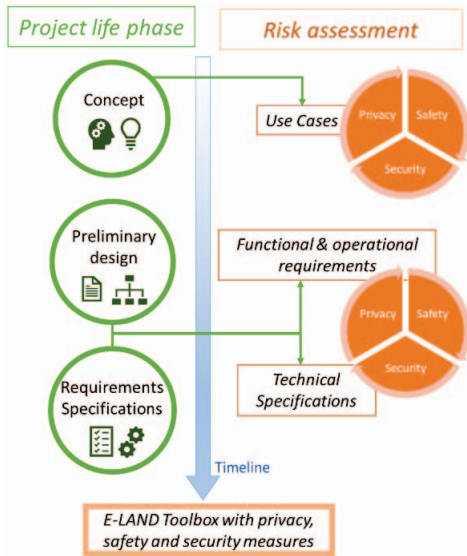 Project life phase
Risk assessment
Concept
Use Cases
Privacy
Safety
Security
Preliminary
design
Functional & operational
requirements
Privacy
Safety
Security
Requirements
Specifications
Technical
Specifications
Timeline
E-LAND Toolbox with privacy,
safety and security measures